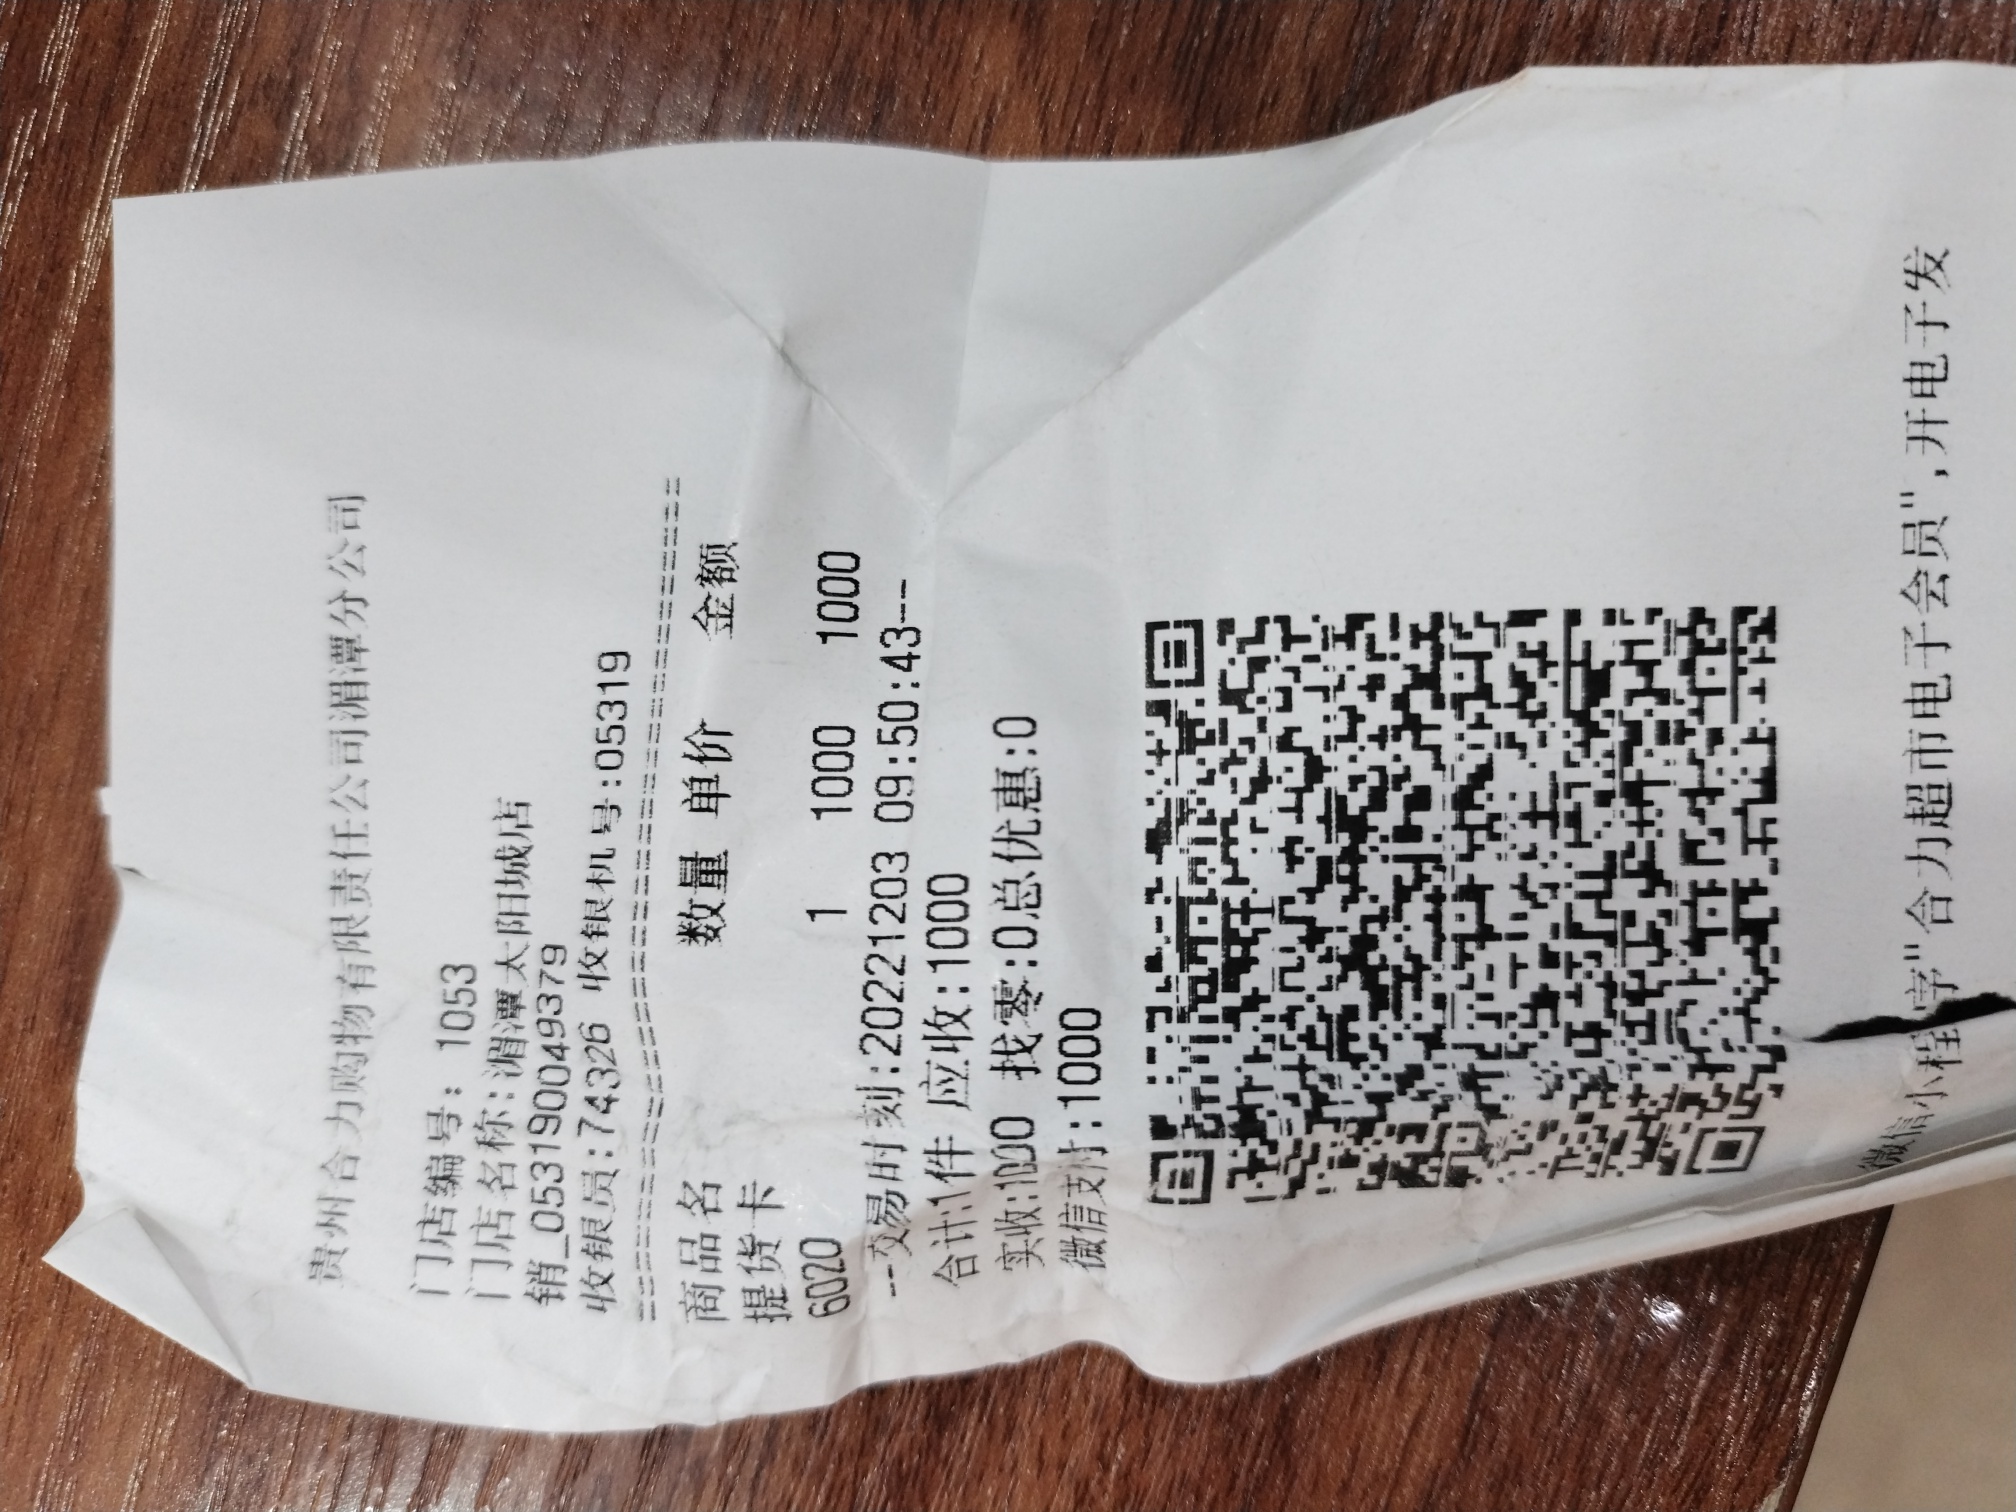 贵州合力购物有限责任公司湄潭分公司
门店编号: 1053
门店名称:湄潭太阳城店
销_053190049379
收银员:74326 收银机号:05319
商品名 数量 单价 金额
提货卡
6020 1 1000 1000
--交易时刻:20221203 09:50:43--
合计:1件 应收:1000
实收:1000 找零:0总优惠:0
微信支付:1000
微信小程序"合力超市电子会员",开电子发